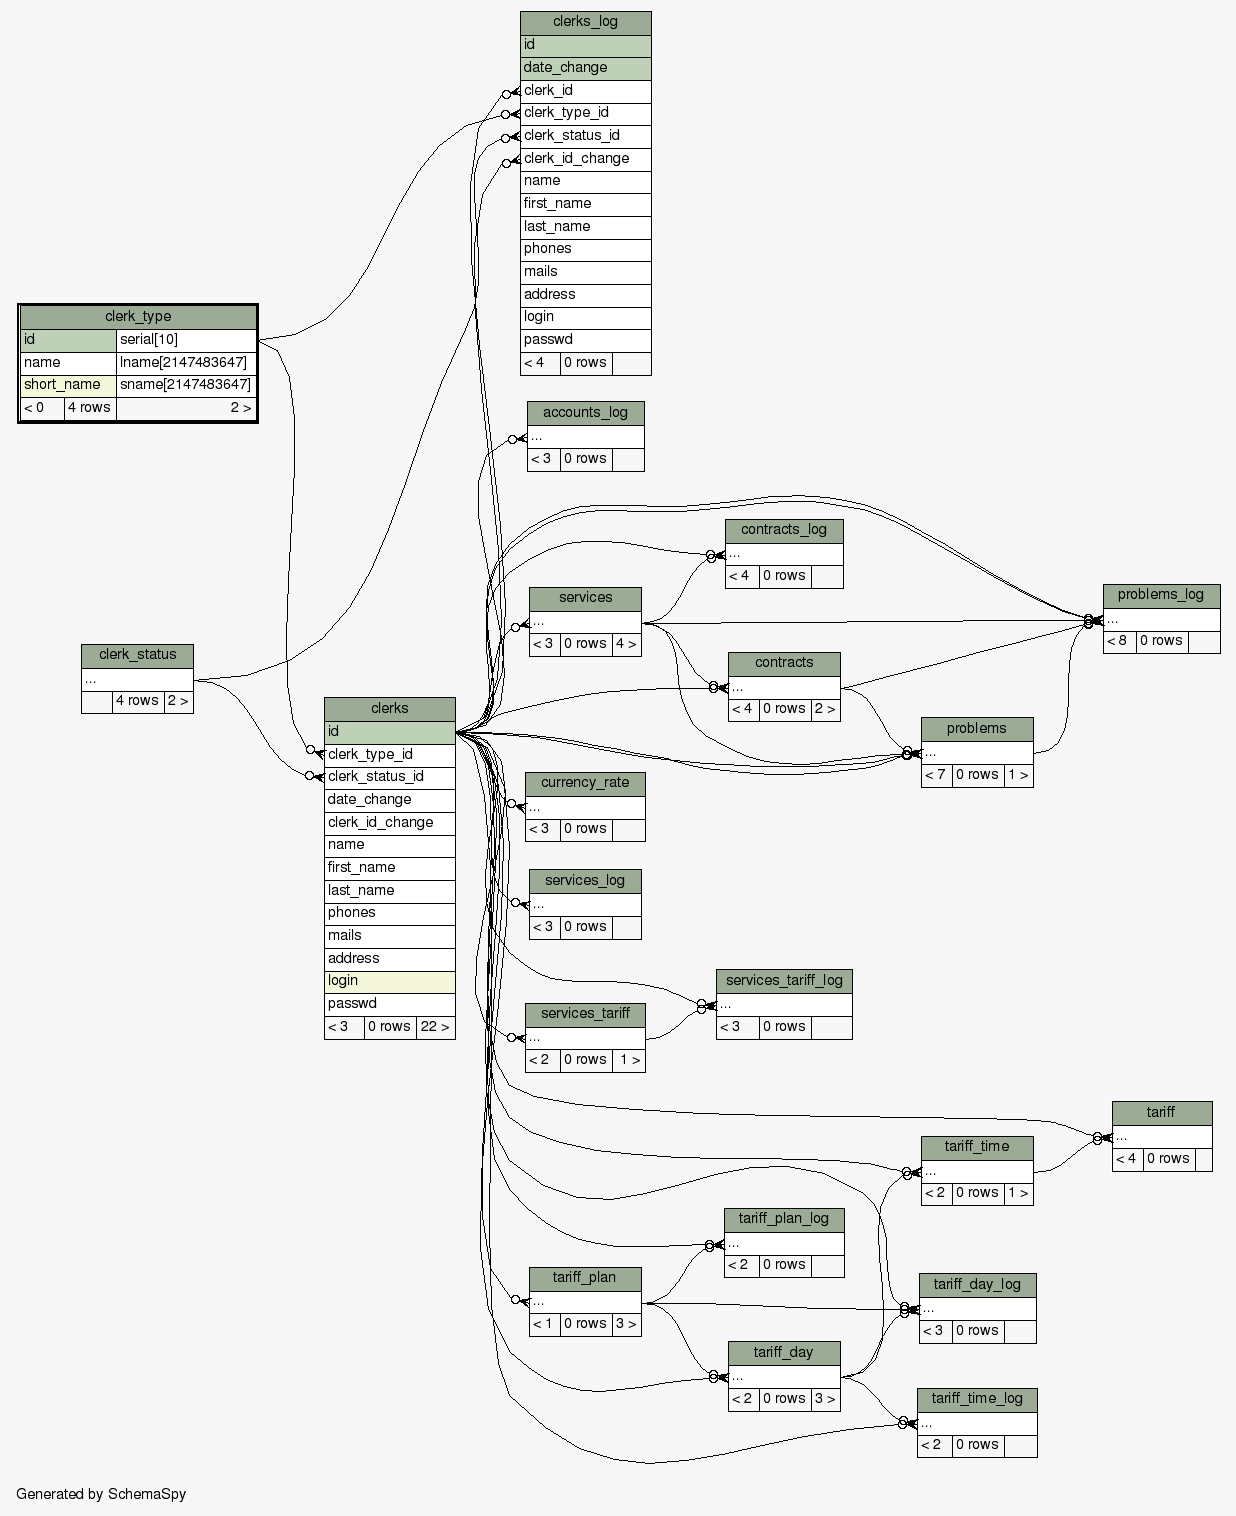 clerks_log
id
date_change
clerk_id
clerk_type_id
clerk_status_id
clerk_id_change
name
first_name
last_name
phones
mails
address
login
passwd
< 4 0 rows
clerk_type
id serial[10]
name lname[2147483647]
short_name sname[2147483647]
< 0 4 rows 2 >
accounts_log
...
< 3 0 rows
contracts_log
...
< 4 0 rows
services
...
< 3 0 rows 4 >
problems_log
...
< 8 0 rows
clerk_status
...
4 rows 2 >
contracts
...
< 4 0 rows 2 >
clerks
id
clerk_type_id
clerk_status_id
date_change
clerk_id_change
name
first_name
last_name
phones
mails
address
login
passwd
< 3 0 rows 22 >
problems
...
< 7 0 rows 1 >
currency_rate
...
< 3 0 rows
services_log
...
< 3 0 rows
services_tariff_log
...
< 3 0 rows
services_tariff
...
< 2 0 rows 1 >
tariff
...
< 4 0 rows
tariff_time
...
< 2 0 rows 1 >
tariff_plan_log
...
< 2 0 rows
tariff_plan
...
< 1 0 rows 3 >
tariff_day_log
...
< 3 0 rows
tariff_day
...
< 2 0 rows 3 >
tariff_time_log
...
< 2 0 rows
Generated by SchemaSpy